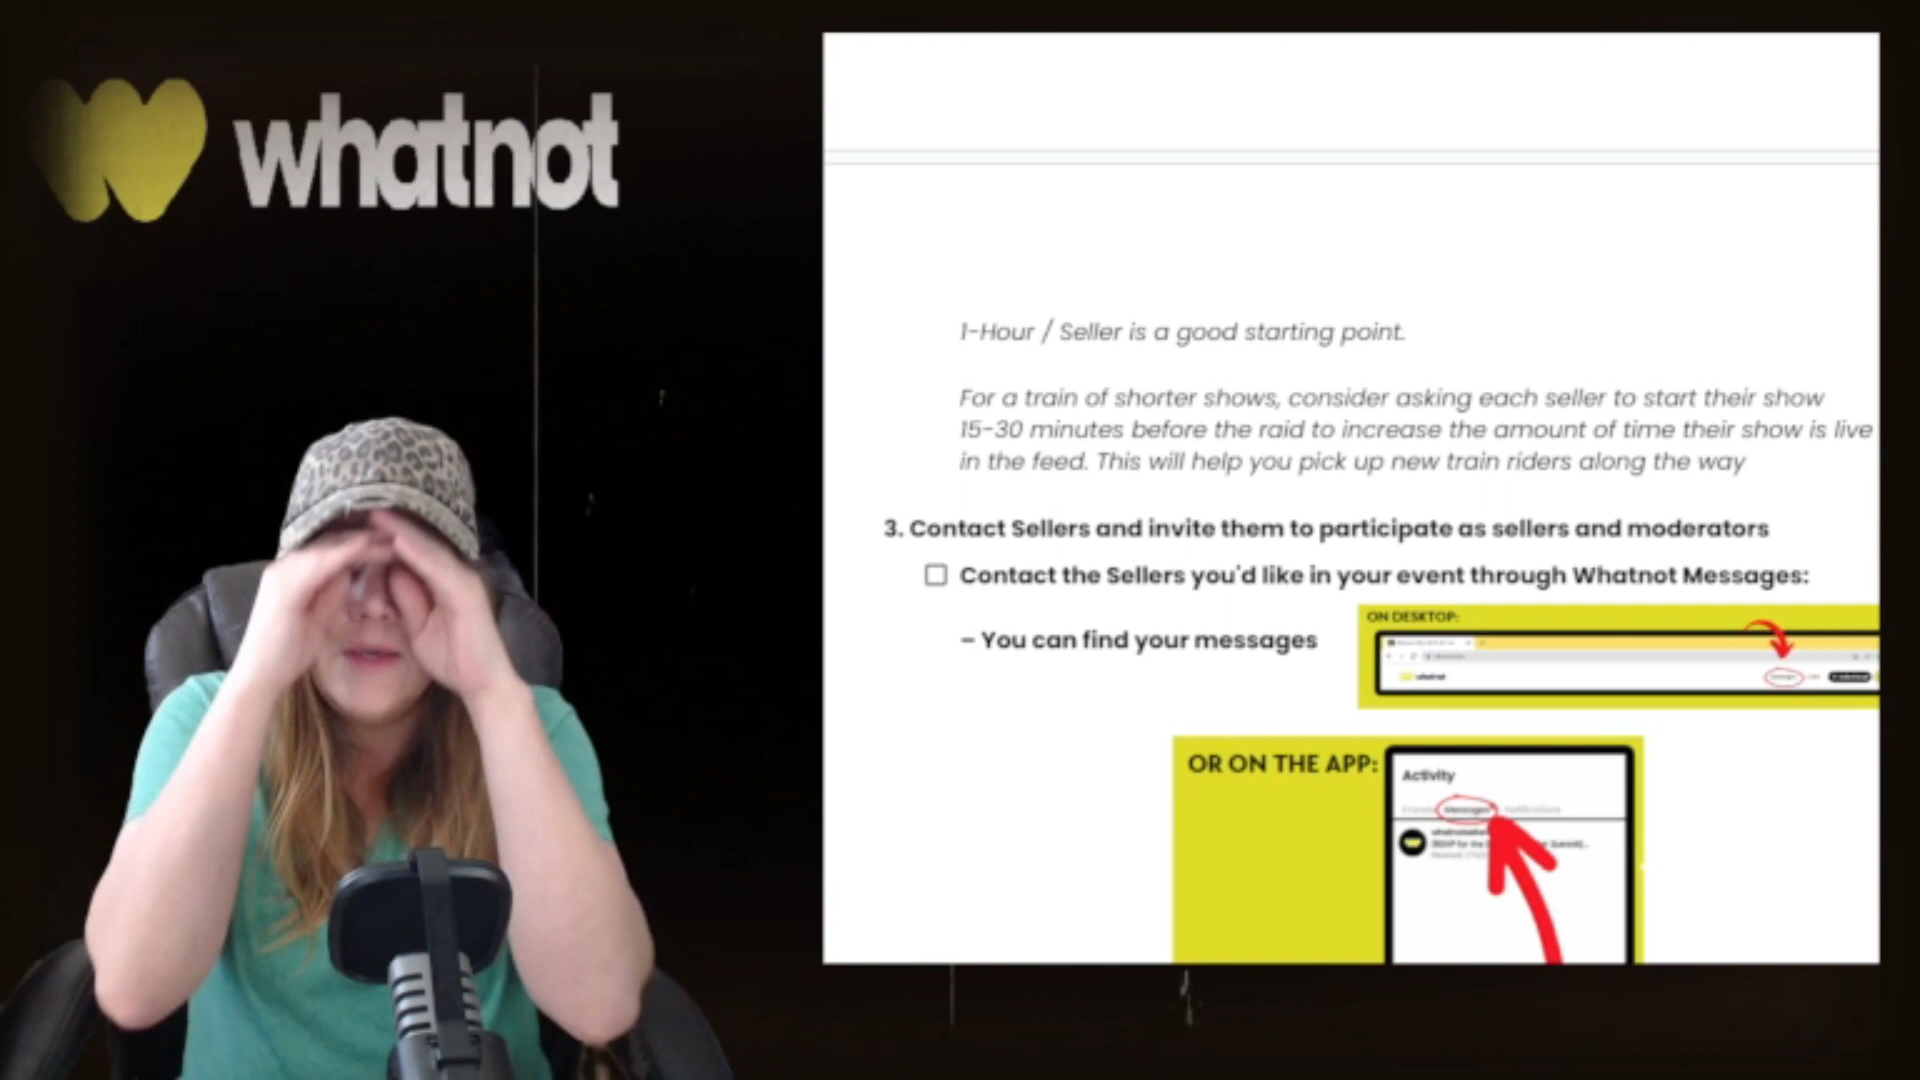 whatnot
1-Hour / Seller is a good starting point.
For a train of shorter shows, consider asking each seller to start their show
15-30 minutes before the raid to increase the amount of time their show is live
in the feed. This will help you pick up new train riders along the way
3. Contact Sellers and invite them to participate as sellers and moderators
Contact the Sellers you'd like in your event through Whatnot Messages:
– You can find your messages
ON DESKTOP:
whatnot
OR ON THE APP:
Activity
Messages
Notifications